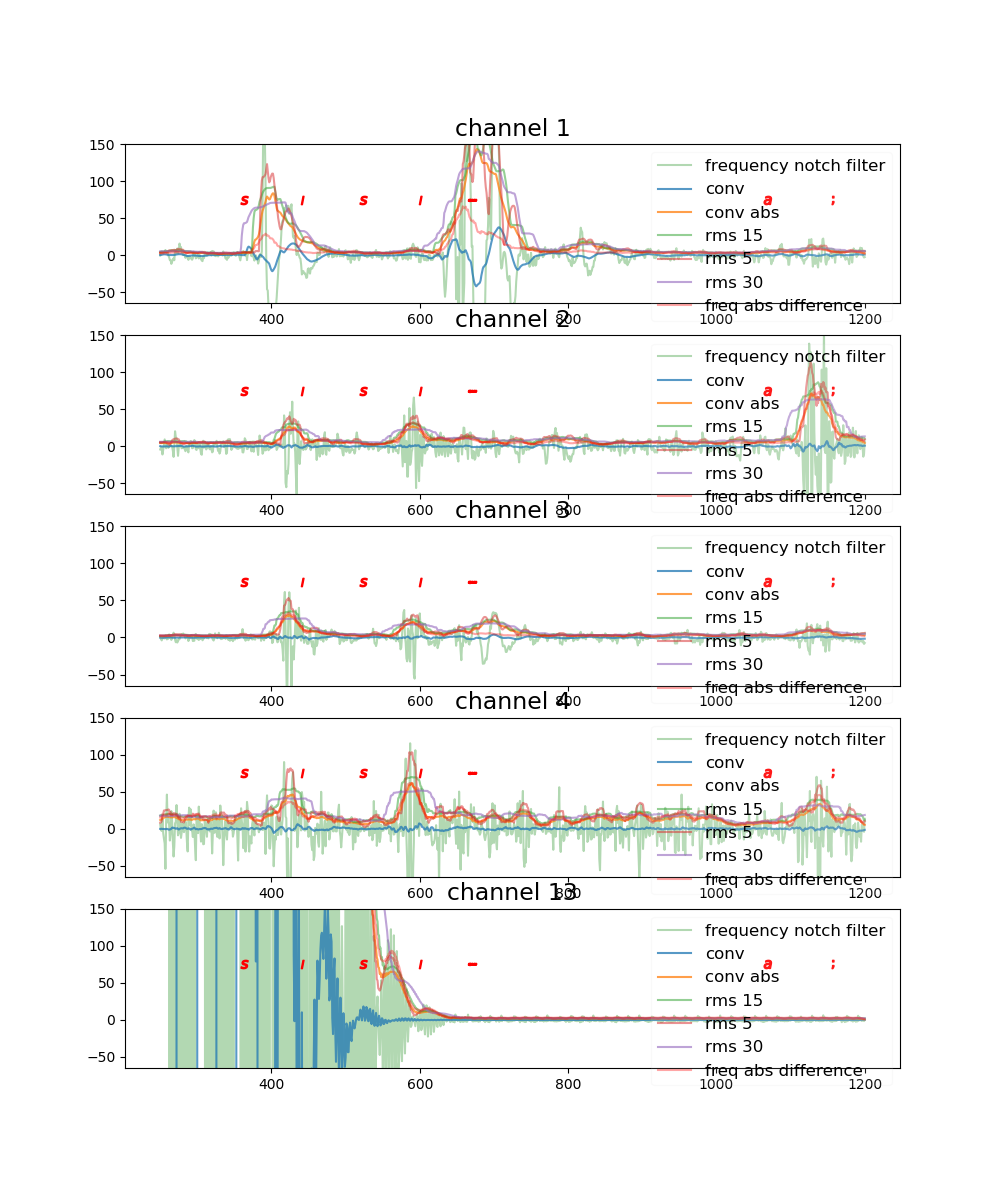 channel 1
150
100
50
0
−50
s ı s ı − a ;
frequency notch filter
conv
conv abs
rms 15
rms 5
rms 30
freq abs difference
400 600 800 1000 1200
channel 2
150
100
50
0
−50
s ı s ı − a ;
frequency notch filter
conv
conv abs
rms 15
rms 5
rms 30
freq abs difference
400 600 800 1000 1200
channel 3
150
100
50
0
−50
s ı s ı − a ;
frequency notch filter
conv
conv abs
rms 15
rms 5
rms 30
freq abs difference
400 600 800 1000 1200
channel 4
150
100
50
0
−50
s ı s ı − a ;
frequency notch filter
conv
conv abs
rms 15
rms 5
rms 30
freq abs difference
400 600 800 1000 1200
channel 13
150
100
50
0
−50
s ı s ı − a ;
frequency notch filter
conv
conv abs
rms 15
rms 5
rms 30
freq abs difference
400 600 800 1000 1200